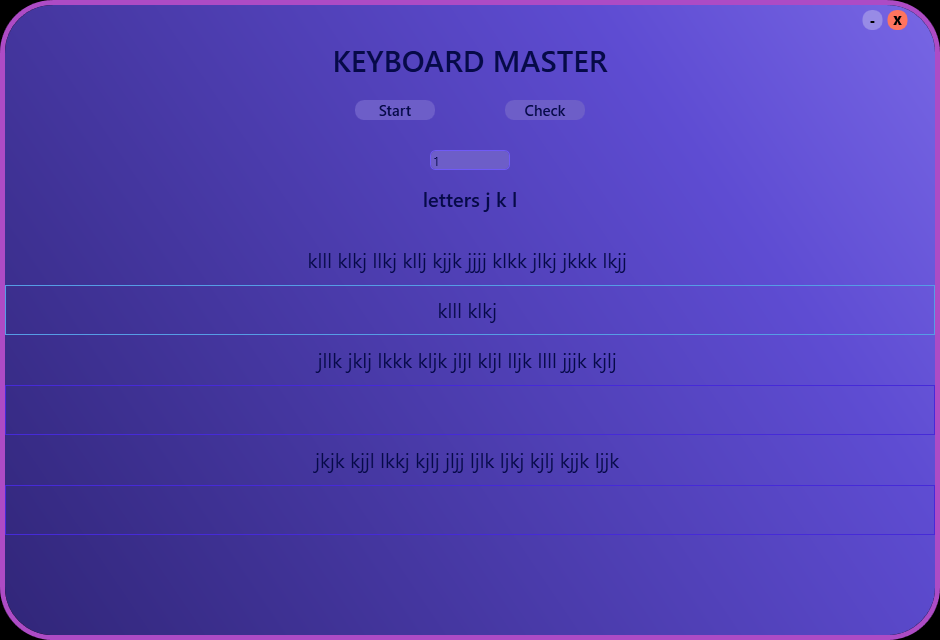 - X
KEYBOARD MASTER
Start Check
1
letters j k l
klll klkj llkj kllj kjjk jjjj klkk jlkj jkkk lkjj
klll klkj
jllk jklj lkkk kljk jljl kljl lljk llll jjjk kjlj
jkjk kjjl lkkj kjlj jljj ljlk ljkj kjlj kjjk ljjk